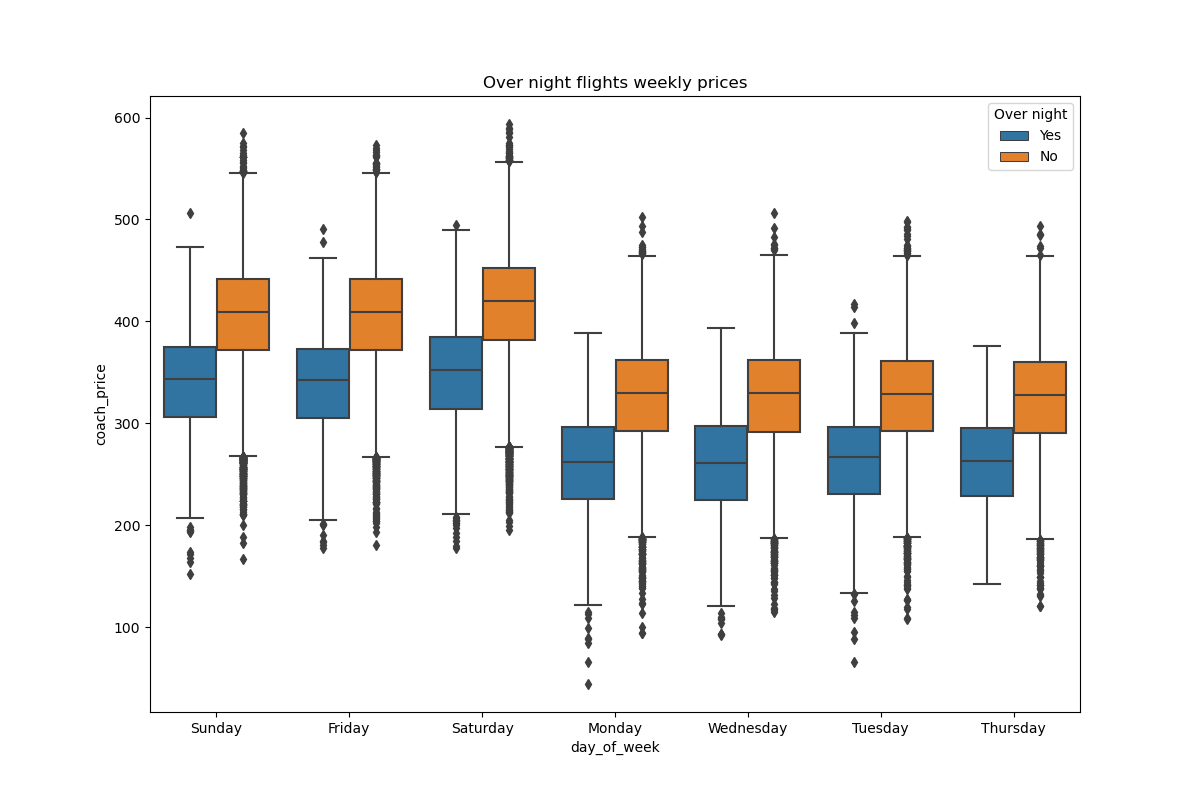 Over night flights weekly prices
Over night
Yes
No
600
500
400
300
200
100
coach_price
Sunday Friday Saturday Monday Wednesday Tuesday Thursday
day_of_week